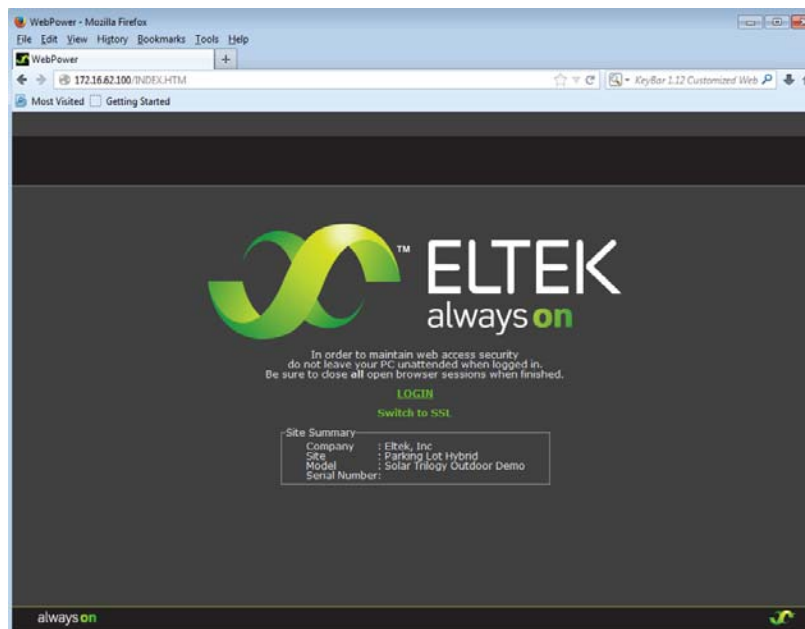 WebPower - Mozilla Firefox
File Edit View History Bookmarks Tools Help
WebPower
172.16.62.100/INDEX.HTM
KeyBar 1.12 Customized Web
Most Visited Getting Started
™
ELTEK
always on
In order to maintain web access security
do not leave your PC unattended when logged in.
Be sure to close all open browser sessions when finished.
LOGIN
Switch to SSL
Site Summary
Company : Eltek, Inc
Site : Parking Lot Hybrid
Model : Solar Trilogy Outdoor Demo
Serial Number:
always on